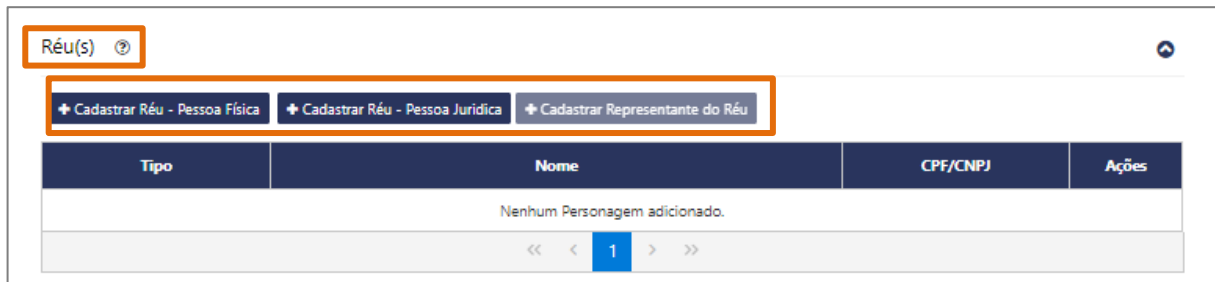 Réu(s) ?
+ Cadastrar Réu - Pessoa Física + Cadastrar Réu - Pessoa Juridica + Cadastrar Representante do Réu
Tipo Nome CPF/CNPJ Ações
Nenhum Personagem adicionado.
<< < 1 > >>